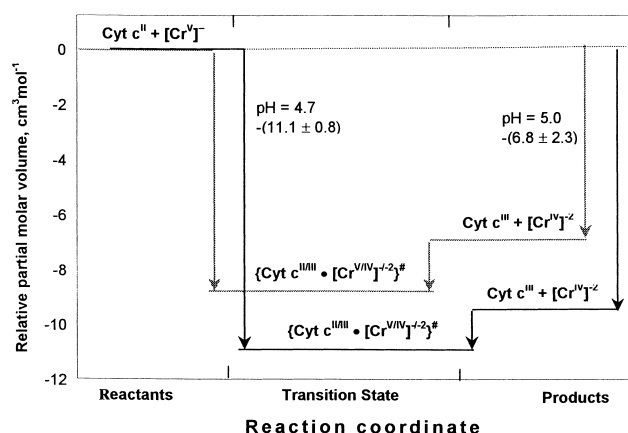 Cyt c^II + [Cr^V]^-
0
-2
-4
-6
-8
-10
-12
Relative partial molar volume, cm^3mol^-1
pH = 4.7
-(11.1 ± 0.8)
pH = 5.0
-(6.8 ± 2.3)
Cyt c^III + [Cr^IV]^-2
{Cyt c^II/III • [Cr^V/IV]^-/-2}^#
Cyt c^III + [Cr^IV]^-2
{Cyt c^II/III • [Cr^V/IV]^-/-2}^#
Reactants Transition State Products
Reaction coordinate